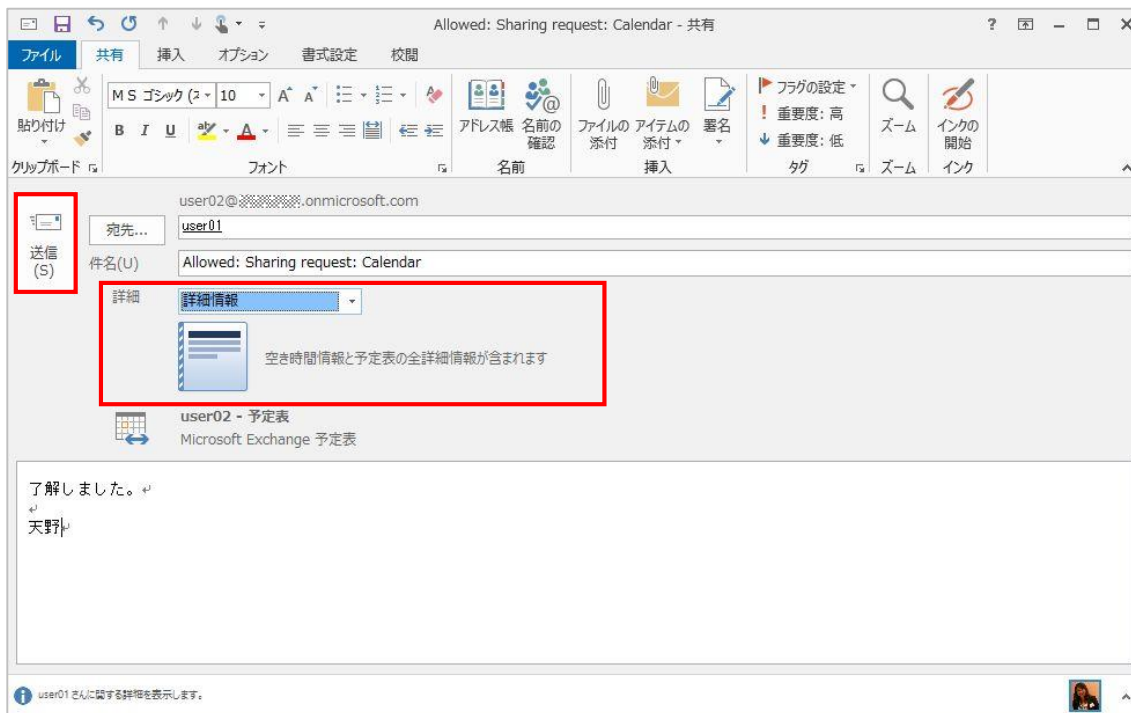 Allowed: Sharing request: Calendar - 共有
ファイル 共有 挿入 オプション 書式設定 校閲
貼り付け
MS ゴシック (ﾐ 10
B I U
アドレス帳 名前の確認
ファイルの添付 アイテムの添付 署名
フラグの設定
重要度: 高
重要度: 低
ズーム
インクの開始
クリップボード フォント 名前 挿入 タグ ズーム インク
user02@ .onmicrosoft.com
宛先... user01
送信(S)
件名(U) Allowed: Sharing request: Calendar
詳細 詳細情報
空き時間情報と予定表の全詳細情報が含まれます
user02 - 予定表
Microsoft Exchange 予定表
了解しました。
天野
user01 さんに関する詳細を表示します。